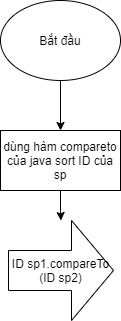 Bắt đầu
dùng hàm compareto
của java sort ID của
sp
ID sp1.compareTo
(ID sp2)